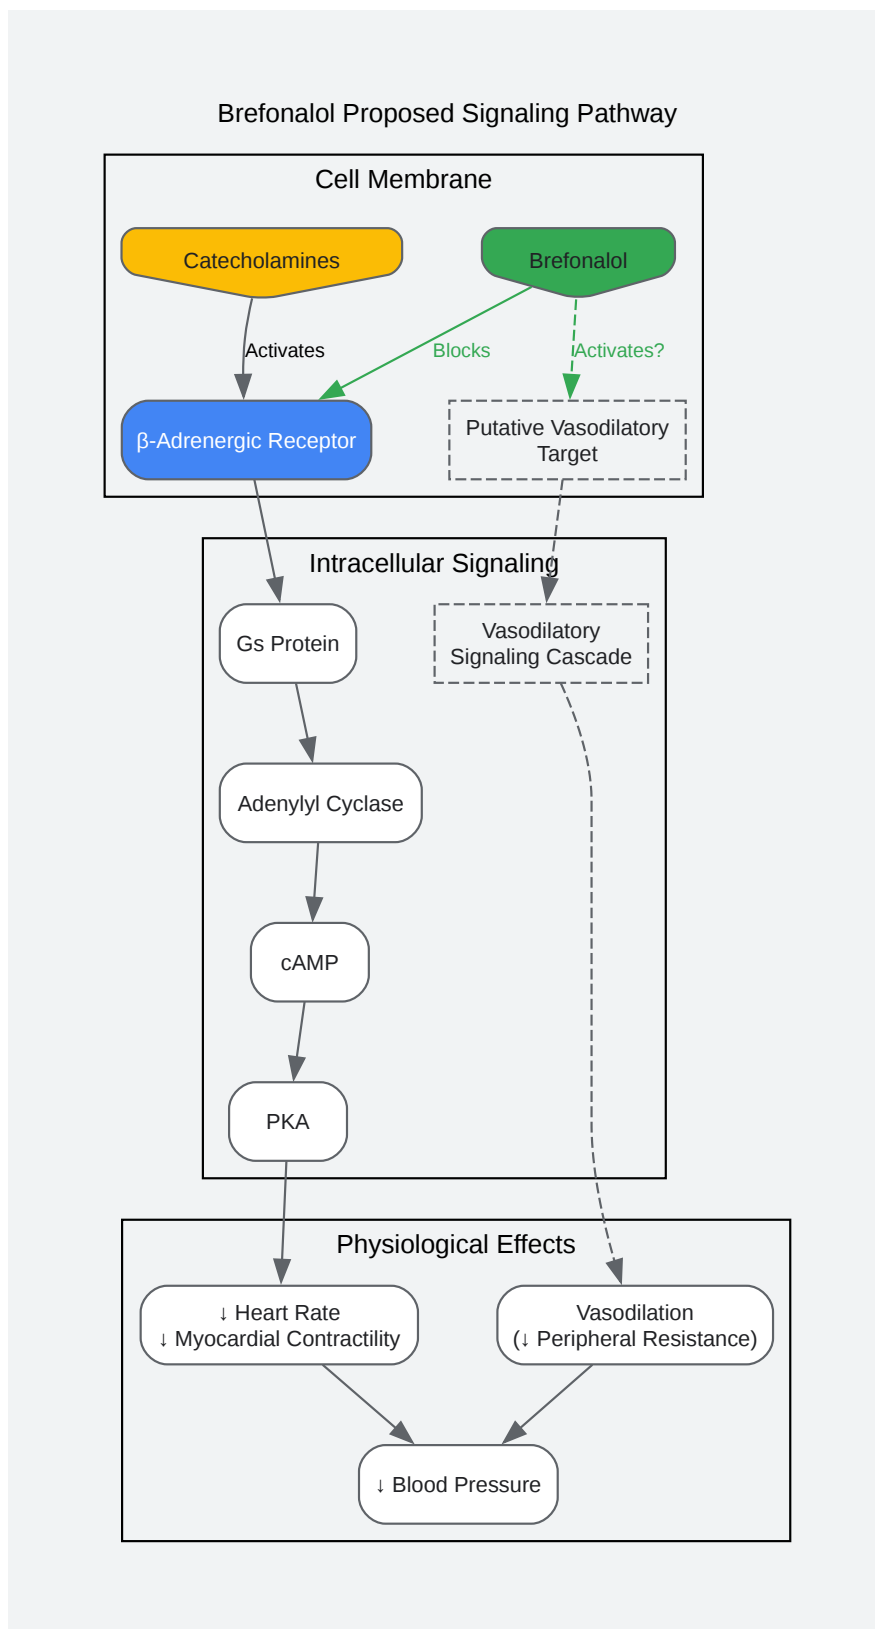 Brefonalol Proposed Signaling Pathway
Cell Membrane
Catecholamines
Brefonalol
Activates
Blocks
Activates?
β-Adrenergic Receptor
Putative Vasodilatory
Target
Intracellular Signaling
Gs Protein
Vasodilatory
Signaling Cascade
Adenylyl Cyclase
cAMP
PKA
Physiological Effects
↓ Heart Rate
↓ Myocardial Contractility
Vasodilation
(↓ Peripheral Resistance)
↓ Blood Pressure